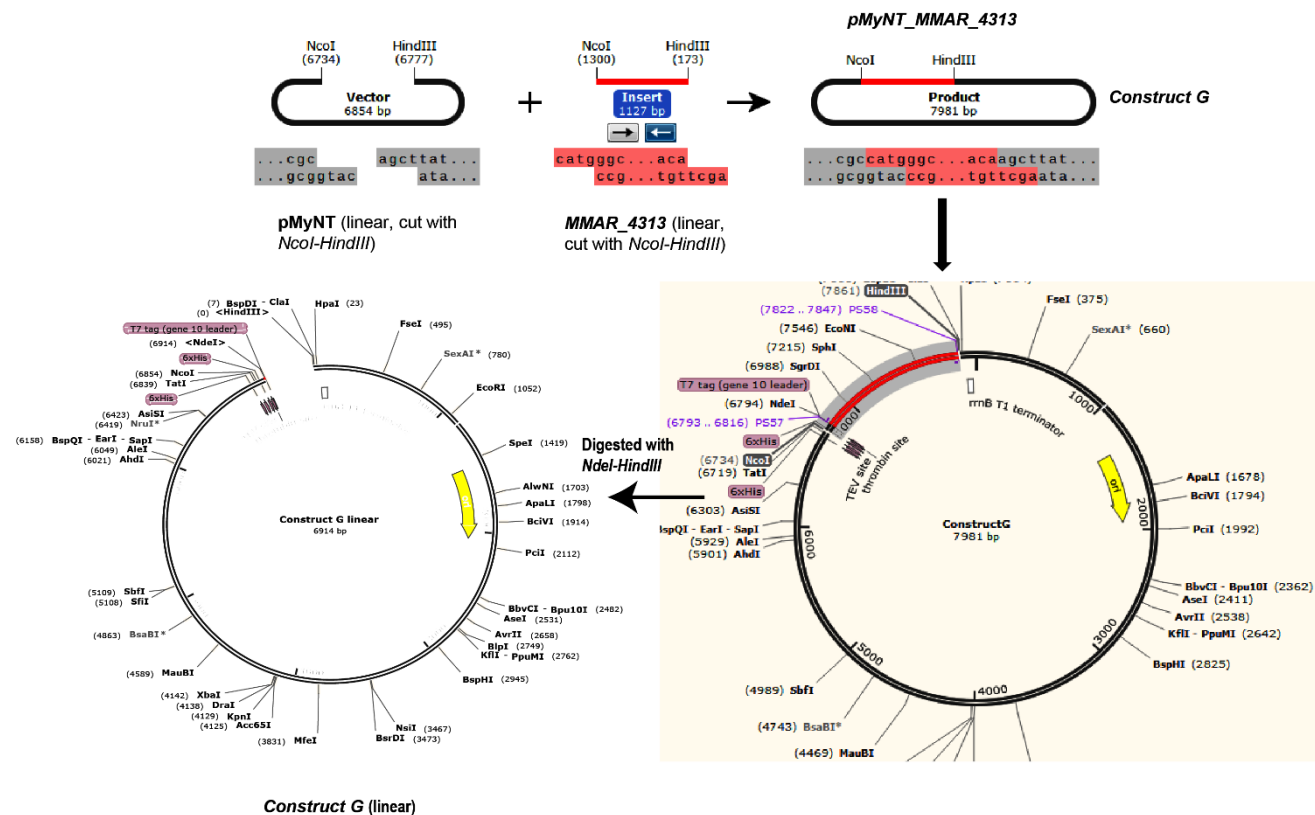 pMyNT_MMAR_4313
NcoI
(6734)
HindIII
(6777)
Vector
6854 bp
+
NcoI
(1300)
HindIII
(173)
Insert
1127 bp
NcoI
HindIII
Product
7981 bp
Construct G
...cgc
agcttat...
...gcggtac
ata...
catgggc...aca
ccg...tgttcga
...cgccatgggc...acaagcttat...
...gcggtacccg...tgttcgaata...
pMyNT (linear, cut with
NcoI-HindIII)
MMAR_4313 (linear,
cut with NcoI-HindIII)
(7) BspDI - ClaI
(0) <HindIII>
HpaI (23)
T7 tag (gene 10 leader)
(6914) <NdeI>
6xHis
(6854) NcoI
(6839) TatI
6xHis
(6423) AsiSI
(6419) NruI*
(6158) BspQI - EarI - SapI
(6049) AleI
(6021) AhdI
(5109) SbfI
(5108) SfiI
(4863) BsaBI*
(4589) MauBI
(4142) XbaI
(4138) DraI
(4129) KpnI
(4125) Acc65I
(3831) MfeI
FseI (495)
SexAI* (780)
EcoRI (1052)
SpeI (1419)
AlwNI (1703)
ApaLI (1798)
BciVI (1914)
PciI (2112)
BbvCI - Bpu10I (2482)
AseI (2531)
AvrII (2658)
BlpI (2749)
KflI - PpuMI (2762)
BspHI (2945)
NsiI (3467)
BsrDI (3473)
ori
Construct G linear
6914 bp
Construct G (linear)
Digested with
NdeI-HindIII
(7861) HindIII
(7822 .. 7847) PS58
(7546) EcoNI
(7215) SphI
(6988) SgrDI
T7 tag (gene 10 leader)
(6794) NdeI
(6793 .. 6816) PS57
6xHis
(6734) NcoI
(6719) TatI
6xHis
(6303) AsiSI
BspQI - EarI - SapI
(5929) AleI
(5901) AhdI
(4989) SbfI
(4743) BsaBI*
(4469) MauBI
FseI (375)
SexAI* (660)
rrnB T1 terminator
TEV site
thrombin site
ori
ConstructG
7981 bp
1000
2000
3000
4000
5000
6000
ApaLI (1678)
BciVI (1794)
PciI (1992)
BbvCI - Bpu10I (2362)
AseI (2411)
AvrII (2538)
KflI - PpuMI (2642)
BspHI (2825)